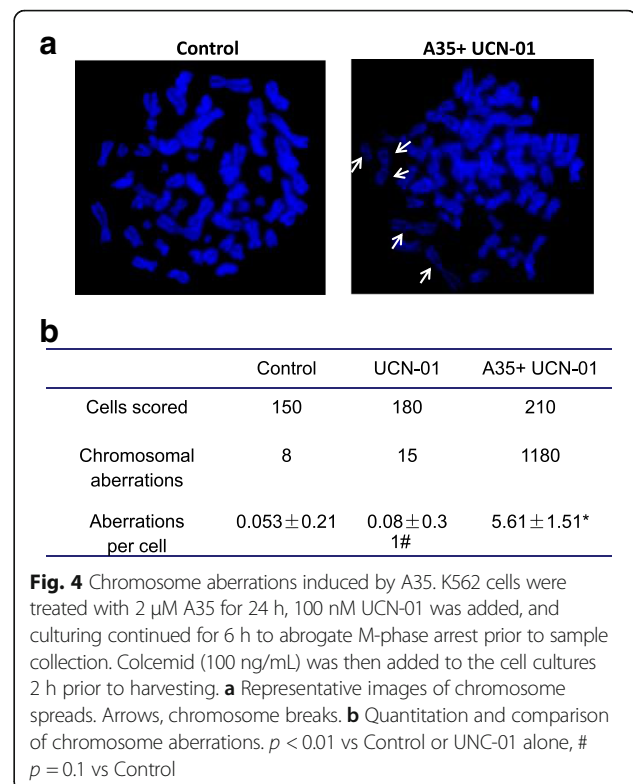 a
Control
A35+ UCN-01
b
Control UCN-01 A35+ UCN-01
Cells scored 150 180 210
Chromosomal aberrations 8 15 1180
Aberrations per cell 0.053±0.21 0.08±0.31# 5.61±1.51*
Fig. 4 Chromosome aberrations induced by A35. K562 cells were
treated with 2 μM A35 for 24 h, 100 nM UCN-01 was added, and
culturing continued for 6 h to abrogate M-phase arrest prior to sample
collection. Colcemid (100 ng/mL) was then added to the cell cultures
2 h prior to harvesting. a Representative images of chromosome
spreads. Arrows, chromosome breaks. b Quantitation and comparison
of chromosome aberrations. p < 0.01 vs Control or UNC-01 alone, #
p = 0.1 vs Control